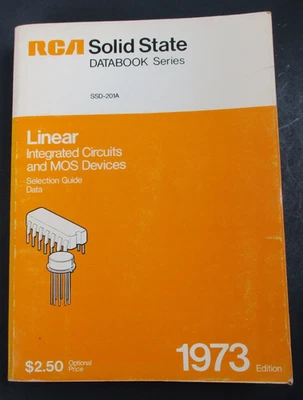 RCA Solid State
DATABOOK Series
SSD-201A
Linear
Integrated Circuits
and MOS Devices
Selection Guide
Data
$2.50 Optional Price
1973 Edition